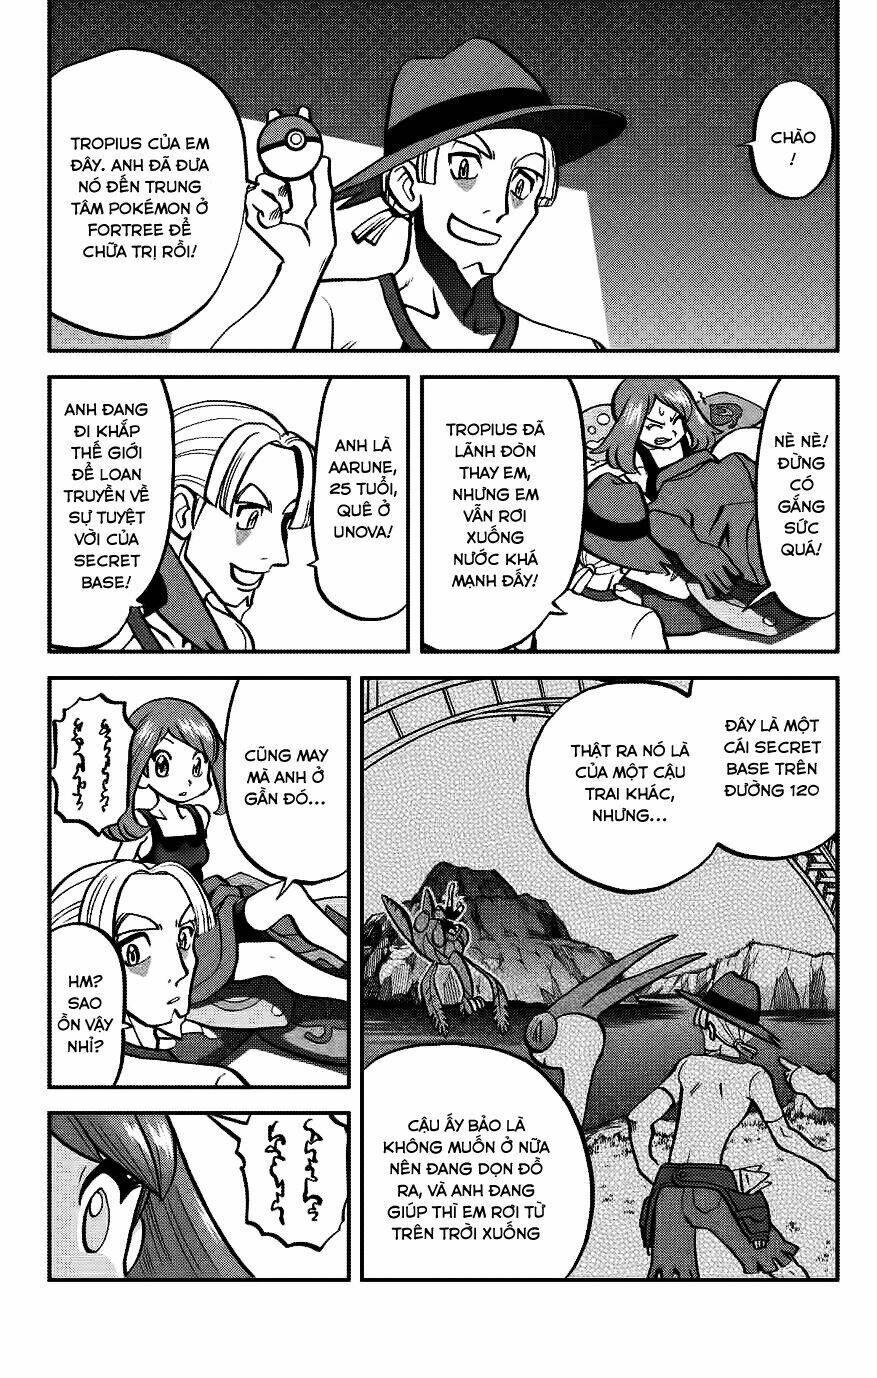 CHÀO
!
TROPIUS CỦA EM
ĐÂY. ANH ĐÃ ĐƯA
NÓ ĐẾN TRUNG
TÂM POKÉMON Ở
FORTREE ĐỂ
CHỮA TRỊ RỒI!
NÈ NÈ!
ĐỪNG
CÓ
GẮNG
SỨC
QUÁ!
TROPIUS ĐÃ
LÃNH ĐÒN
THAY EM,
NHƯNG EM
VẪN RƠI
XUỐNG
NƯỚC KHÁ
MẠNH ĐẤY!
ANH LÀ
AARUNE,
25 TUỔI,
QUÊ Ở
UNOVA!
ANH ĐANG
ĐI KHẮP
THẾ GIỚI
ĐỂ LOAN
TRUYỀN VỀ
SỰ TUYỆT
VỜI CỦA
SECRET
BASE!
ĐÂY LÀ MỘT
CÁI SECRET
BASE TRÊN
ĐƯỜNG 120
THẬT RA NÓ LÀ
CỦA MỘT CẬU
TRAI KHÁC,
NHƯNG...
CẬU ẤY BẢO LÀ
KHÔNG MUỐN Ở NỮA
NÊN ĐANG DỌN ĐỒ
RA, VÀ ANH ĐANG
GIÚP THÌ EM RƠI TỪ
TRÊN TRỜI XUỐNG
CŨNG MAY
MÀ ANH Ở
GẦN ĐÓ...
HM?
SAO
ỒN VẬY
NHỈ?